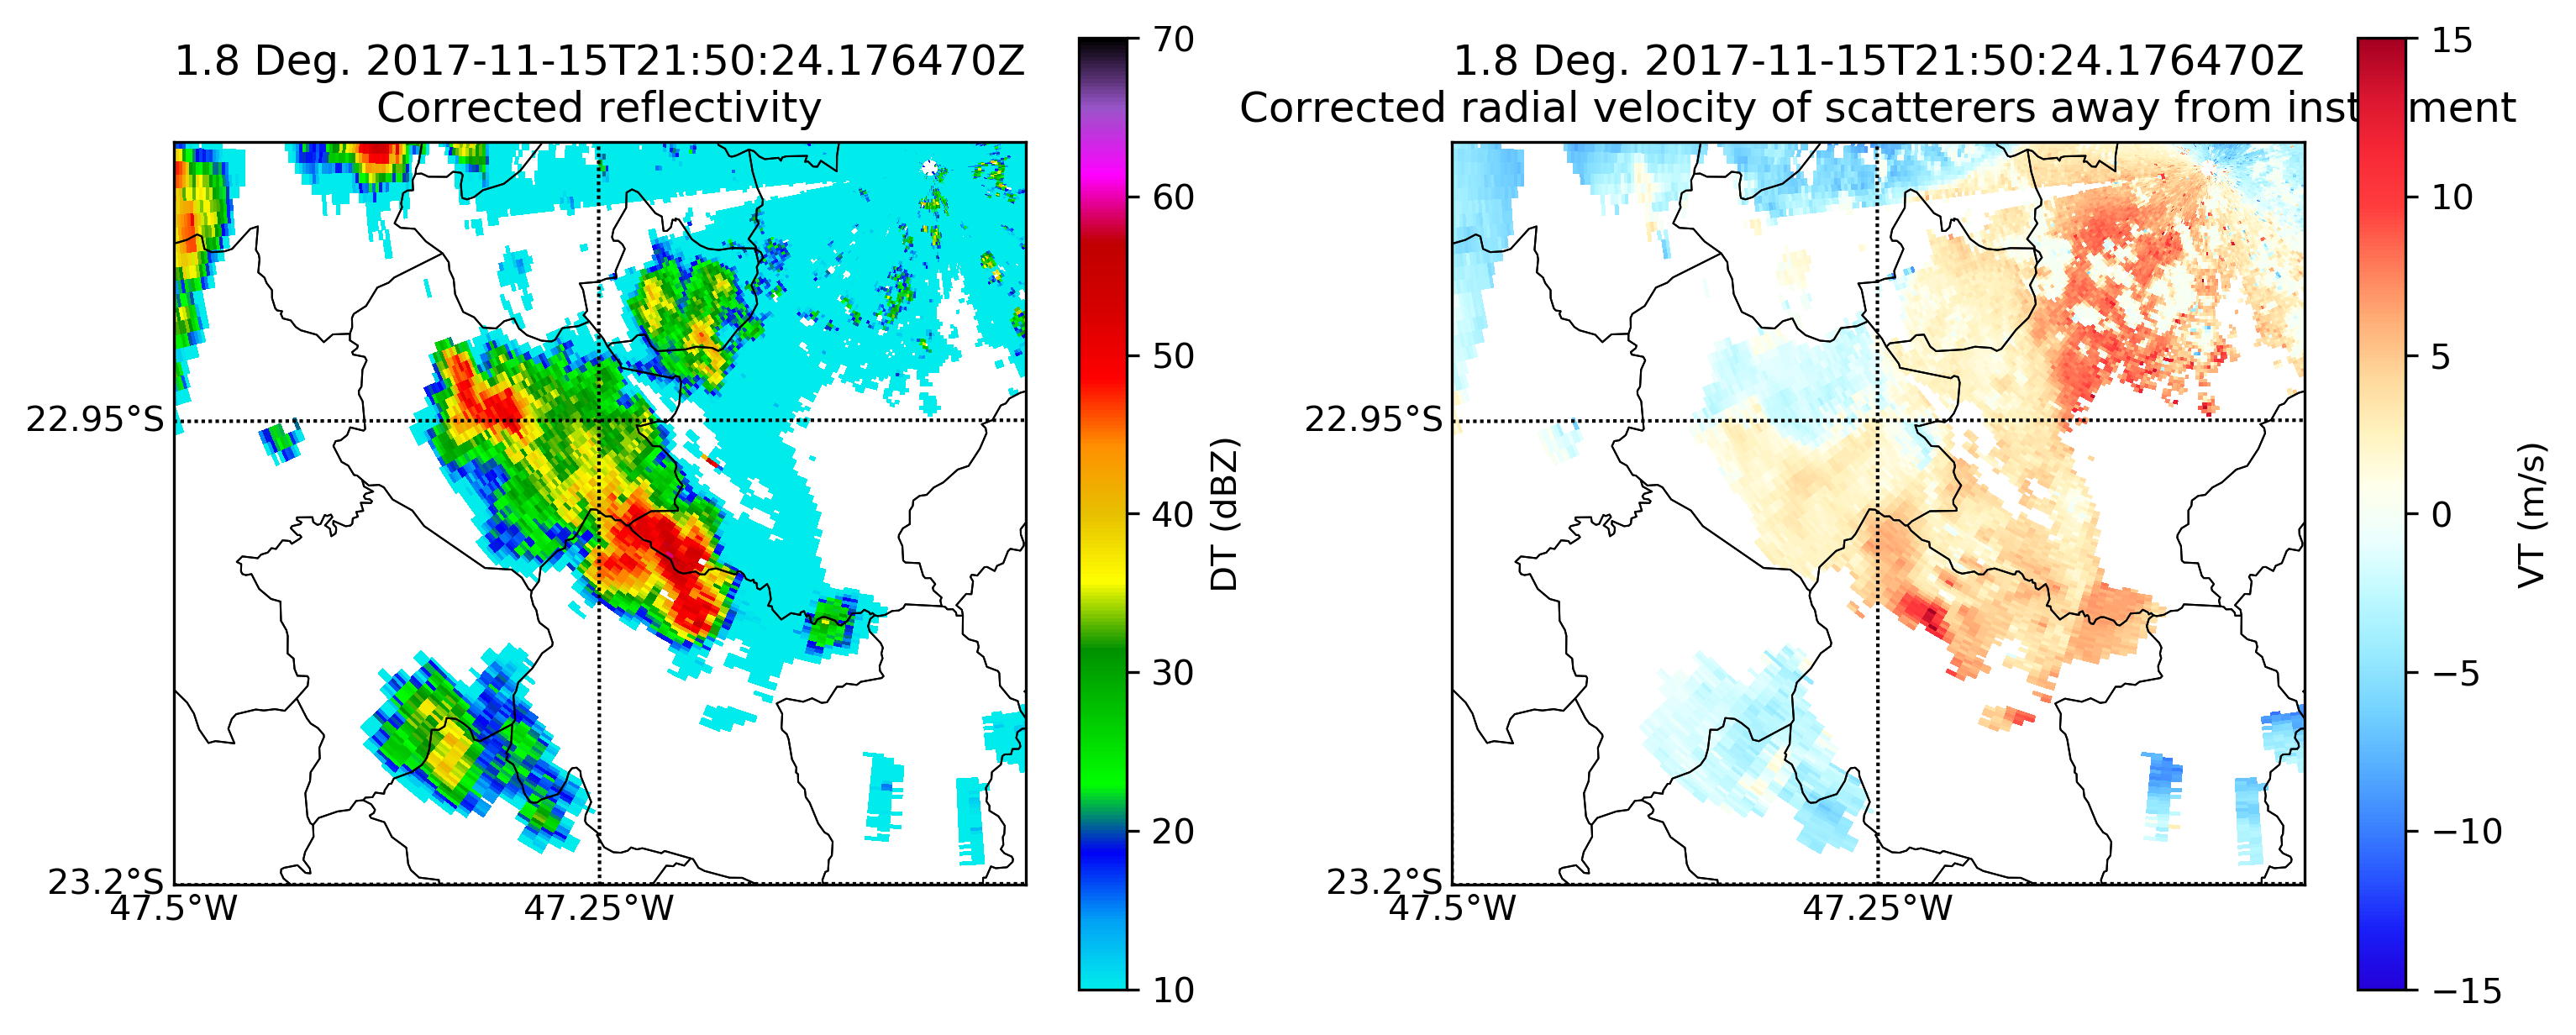 1.8 Deg. 2017-11-15T21:50:24.176470Z
Corrected reflectivity
22.95°S
23.2°S
47.5°W
47.25°W
70
60
50
40
30
20
10
DT (dBZ)
1.8 Deg. 2017-11-15T21:50:24.176470Z
Corrected radial velocity of scatterers away from inst ment
22.95°S
23.2°S
47.5°W
47.25°W
15
10
5
0
−5
−10
−15
VT (m/s)